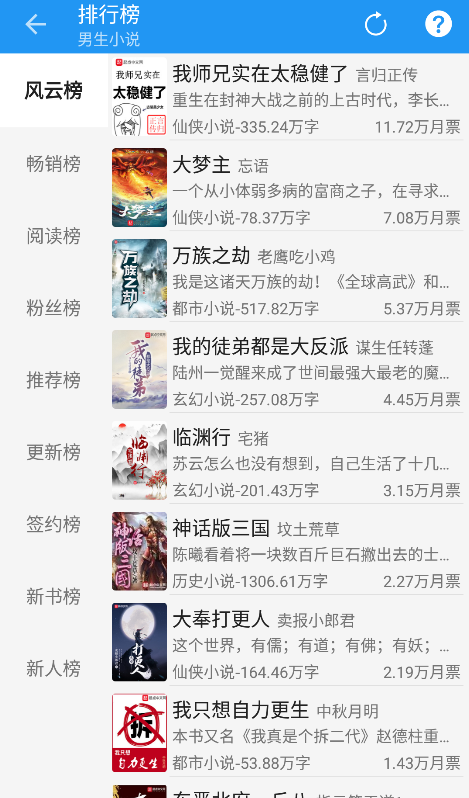 排行榜
男生小说
风云榜
畅销榜
阅读榜
粉丝榜
推荐榜
更新榜
签约榜
新书榜
新人榜
我师兄实在太稳健了 言归正传
重生在封神大战之前的上古时代，李长...
仙侠小说-335.24万字 11.72万月票
大梦主 忘语
一个从小体弱多病的富商之子，在寻求...
仙侠小说-78.37万字 7.08万月票
万族之劫 老鹰吃小鸡
我是这诸天万族的劫！《全球高武》和...
都市小说-517.82万字 5.37万月票
我的徒弟都是大反派 谋生任转蓬
陆州一觉醒来成了世间最强大最老的魔...
玄幻小说-257.08万字 4.45万月票
临渊行 宅猪
苏云怎么也没有想到，自己生活了十几...
玄幻小说-201.43万字 3.15万月票
神话版三国 坟土荒草
陈曦看着将一块数百斤巨石撇出去的士...
历史小说-1306.61万字 2.27万月票
大奉打更人 卖报小郎君
这个世界，有儒；有道；有佛；有妖；...
仙侠小说-164.46万字 2.19万月票
我只想自力更生 中秋月明
本书又名《我真是个拆二代》赵德柱重...
都市小说-53.88万字 1.43万月票
我师兄实在
太稳健了
言归正传
大梦主
万族之劫
我的徒弟
临渊行
神话版三國
打更人
拆
我只想
自力更生